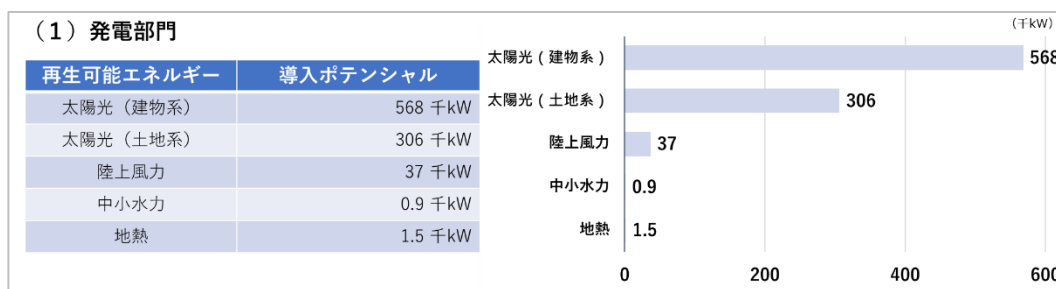 （1）発電部門
再生可能エネルギー 導入ポテンシャル
太陽光（建物系） 568 千kW
太陽光（土地系） 306 千kW
陸上風力 37 千kW
中小水力 0.9 千kW
地熱 1.5 千kW
（千kW）
太陽光（建物系） 568
太陽光（土地系） 306
陸上風力 37
中小水力 0.9
地熱 1.5
0 200 400 600